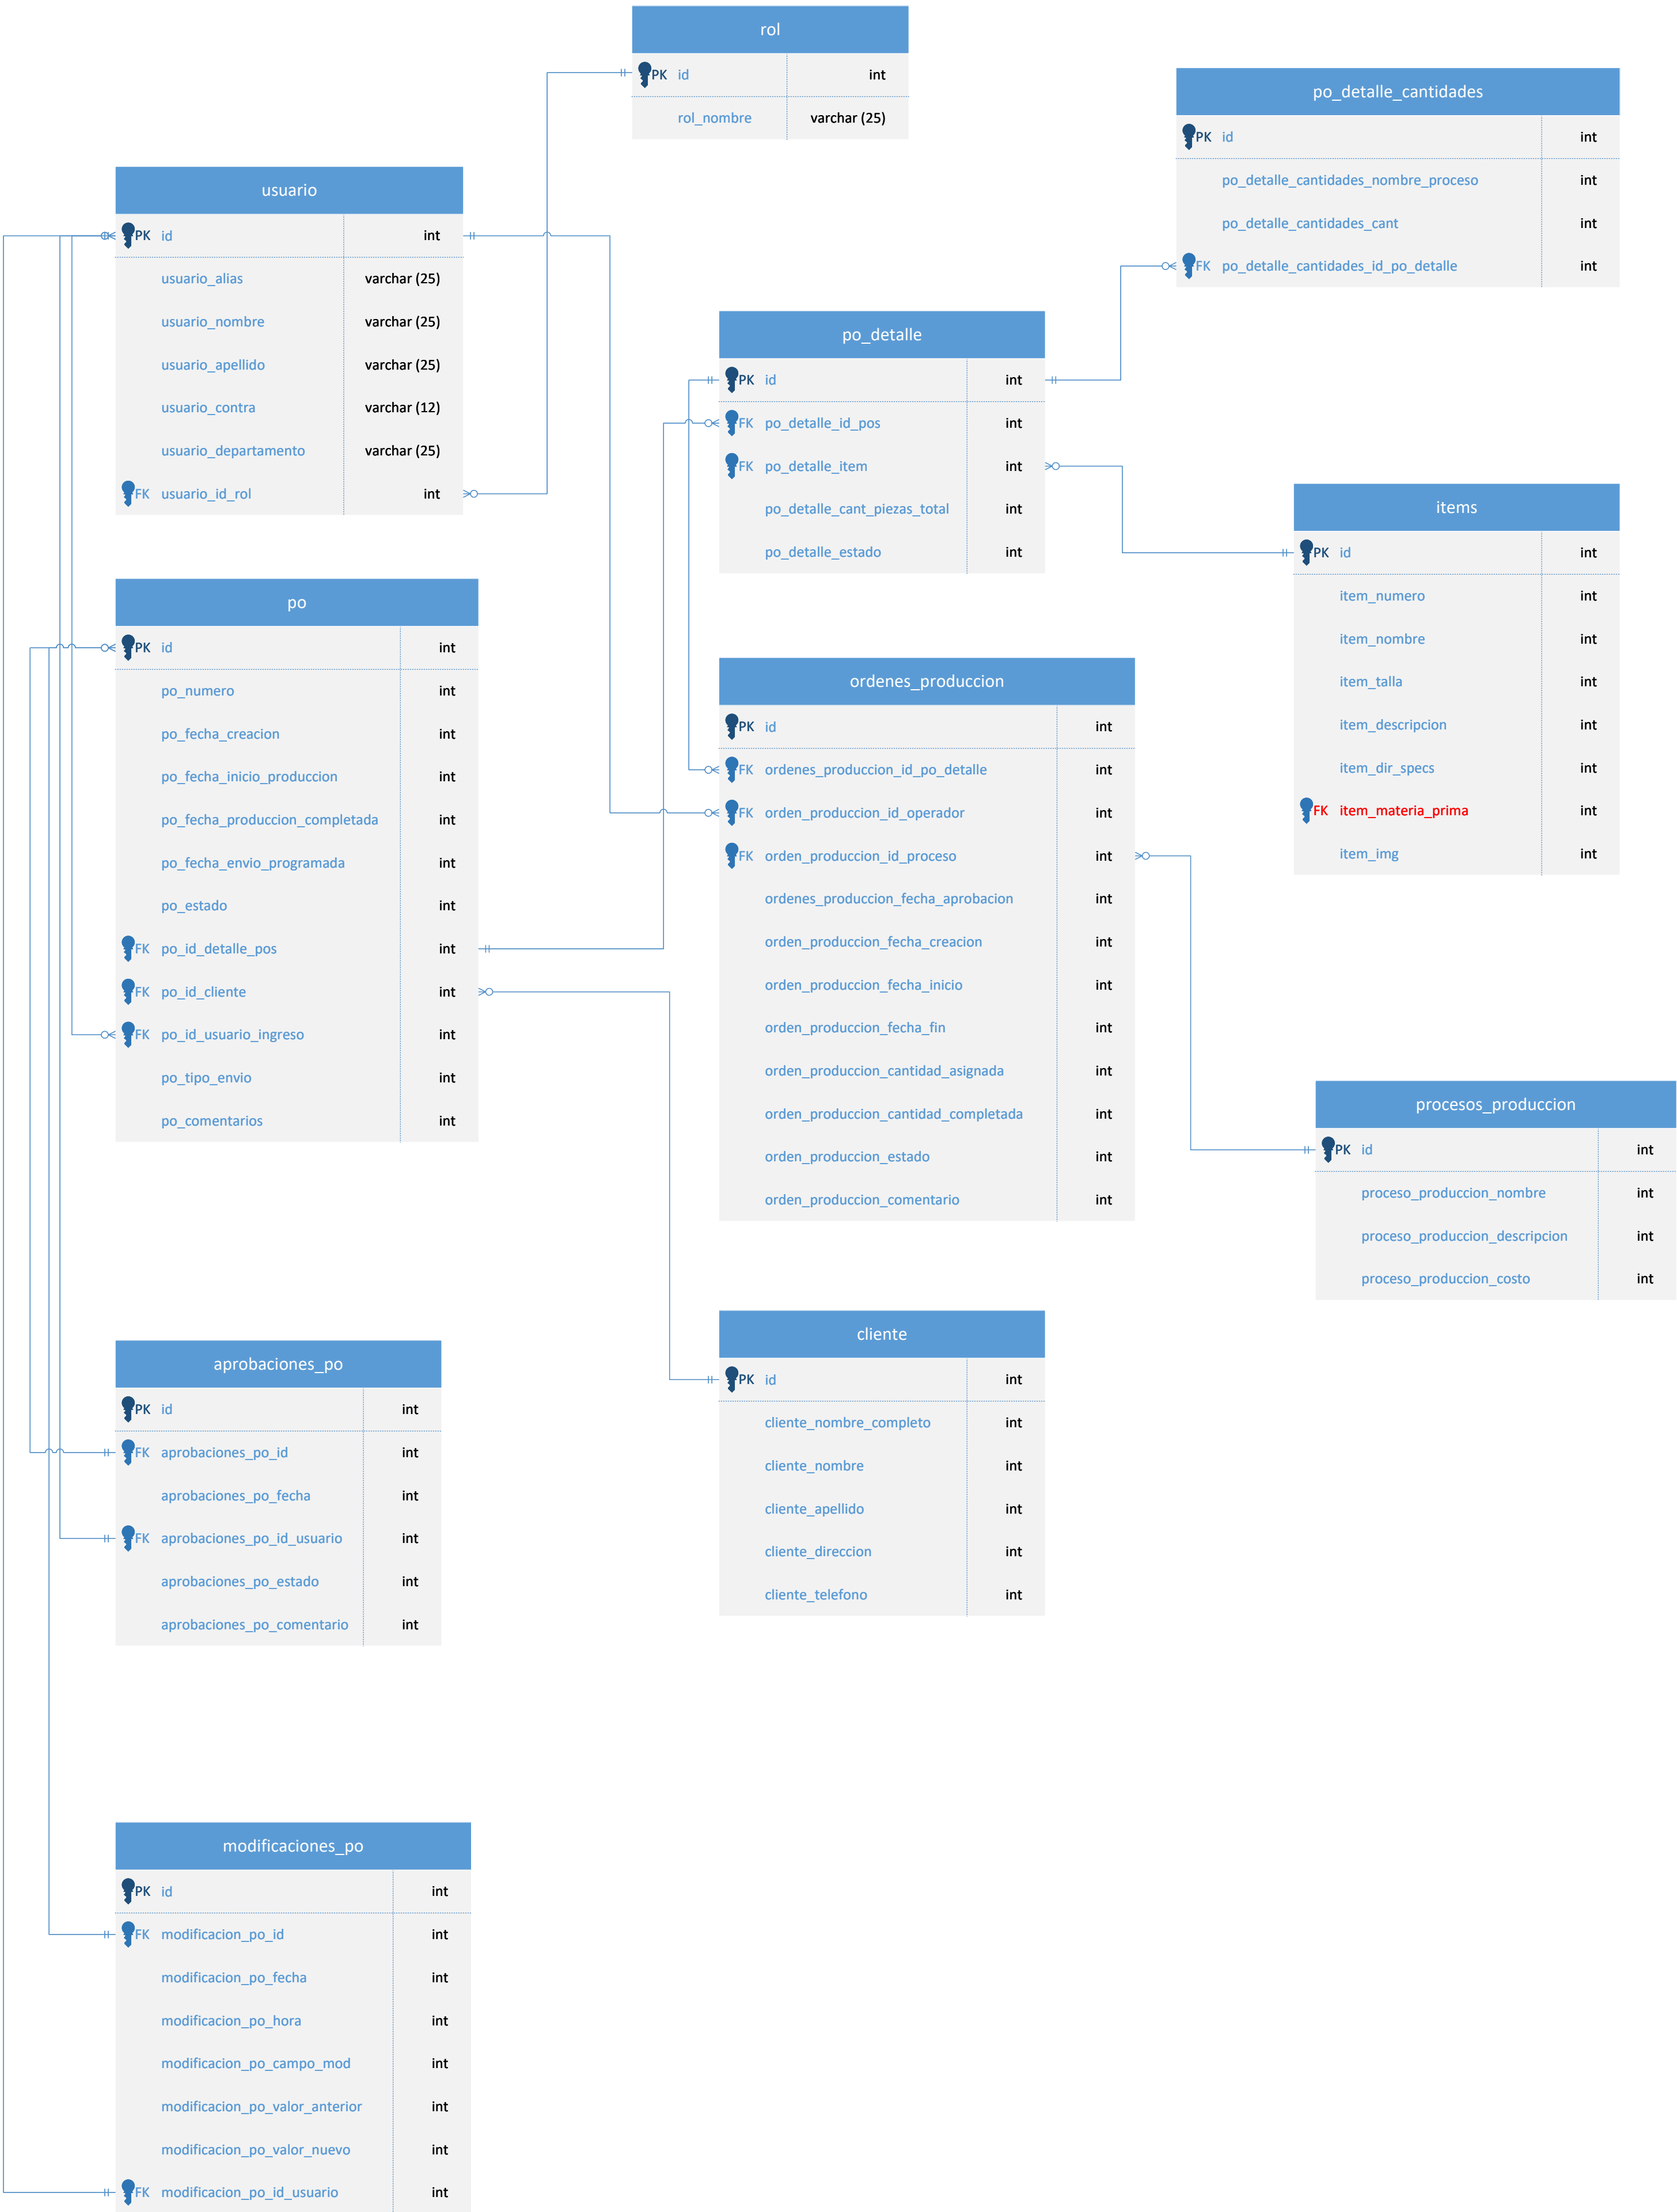 rol
PK id int
rol_nombre varchar (25)
po_detalle_cantidades
PK id int
po_detalle_cantidades_nombre_proceso int
po_detalle_cantidades_cant int
FK po_detalle_cantidades_id_po_detalle int
usuario
PK id int
usuario_alias varchar (25)
usuario_nombre varchar (25)
usuario_apellido varchar (25)
usuario_contra varchar (12)
usuario_departamento varchar (25)
FK usuario_id_rol int
po_detalle
PK id int
FK po_detalle_id_pos int
FK po_detalle_item int
po_detalle_cant_piezas_total int
po_detalle_estado int
items
PK id int
item_numero int
item_nombre int
item_talla int
item_descripcion int
item_dir_specs int
FK item_materia_prima int
item_img int
po
PK id int
po_numero int
po_fecha_creacion int
po_fecha_inicio_produccion int
po_fecha_produccion_completada int
po_fecha_envio_programada int
po_estado int
FK po_id_detalle_pos int
FK po_id_cliente int
FK po_id_usuario_ingreso int
po_tipo_envio int
po_comentarios int
ordenes_produccion
PK id int
FK ordenes_produccion_id_po_detalle int
FK orden_produccion_id_operador int
FK orden_produccion_id_proceso int
ordenes_produccion_fecha_aprobacion int
orden_produccion_fecha_creacion int
orden_produccion_fecha_inicio int
orden_produccion_fecha_fin int
orden_produccion_cantidad_asignada int
orden_produccion_cantidad_completada int
orden_produccion_estado int
orden_produccion_comentario int
procesos_produccion
PK id int
proceso_produccion_nombre int
proceso_produccion_descripcion int
proceso_produccion_costo int
aprobaciones_po
PK id int
FK aprobaciones_po_id int
aprobaciones_po_fecha int
FK aprobaciones_po_id_usuario int
aprobaciones_po_estado int
aprobaciones_po_comentario int
cliente
PK id int
cliente_nombre_completo int
cliente_nombre int
cliente_apellido int
cliente_direccion int
cliente_telefono int
modificaciones_po
PK id int
FK modificacion_po_id int
modificacion_po_fecha int
modificacion_po_hora int
modificacion_po_campo_mod int
modificacion_po_valor_anterior int
modificacion_po_valor_nuevo int
FK modificacion_po_id_usuario int